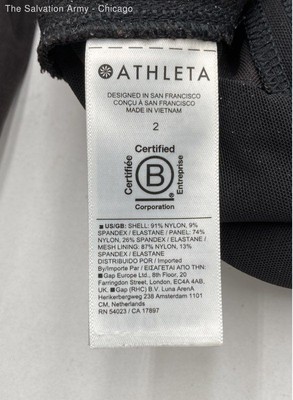 The Salvation Army - Chicago
ATHLETA
DESIGNED IN SAN FRANCISCO
CONÇU À SAN FRANCISCO
MADE IN VIETNAM
2
Certified
Certifiée
B
Entreprise
Corporation
US/GB: SHELL: 91% NYLON, 9%
SPANDEX / ELASTANE / PANEL: 74%
NYLON, 26% SPANDEX / ELASTANE /
MESH LINING: 87% NYLON, 13%
SPANDEX / ELASTANE
DISTRIBUIDO POR / Imported
By/Importe Par / ΕΙΣΑΓΕΤΑΙ ΑΠΟ ΤΗΝ:
Gap Europe Ltd., 6th Floor, 20
Farringdon Street, London, EC4A 4AB,
UK. Gap (RHC) B.V. Luna ArenA
Herikerbergweg 238 Amsterdam 1101
CM, Netherlands
RN 54023 / CA 17897